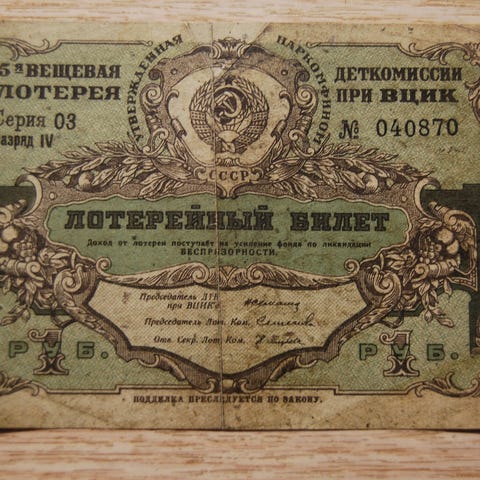 5я ВЕЩЕВАЯ
ЛОТЕРЕЯ
Серия 03
Разряд IV
УТВЕРЖДЕННАЯ НАРКОМФИНОМ
ДЕТКОМИССИИ
ПРИ ВЦИК
№ 040870
СССР
ЛОТЕРЕЙНЫЙ БИЛЕТ
Доход от лотереи поступает на усиление фонда по ликвидации
БЕСПРИЗОРНОСТИ.
Председатель
при ВЦИК'е
Председатель Лот. Ком.
Отв. Секр. Лот. Ком.
1 РУБ.
1 РУБ.
ПОДДЕЛКА ПРЕСЛЕДУЕТСЯ ПО ЗАКОНУ.